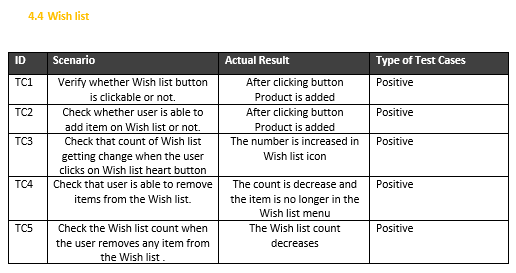 4.4 Wish list
ID Scenario Actual Result Type of Test Cases
TC1 Verify whether Wish list button After clicking button Positive
is clickable or not. Product is added
TC2 Check whether user is able to After clicking button Positive
add item on Wish list or not. Product is added
TC3 Check that count of Wish list The number is increased in Positive
getting change when the user Wish list icon
clicks on Wish list heart button
TC4 Check that user is able to remove The count is decrease and Positive
items from the Wish list. the item is no longer in the
Wish list menu
TC5 Check the Wish list count when The Wish list count Positive
the user removes any item from decreases
the Wish list .